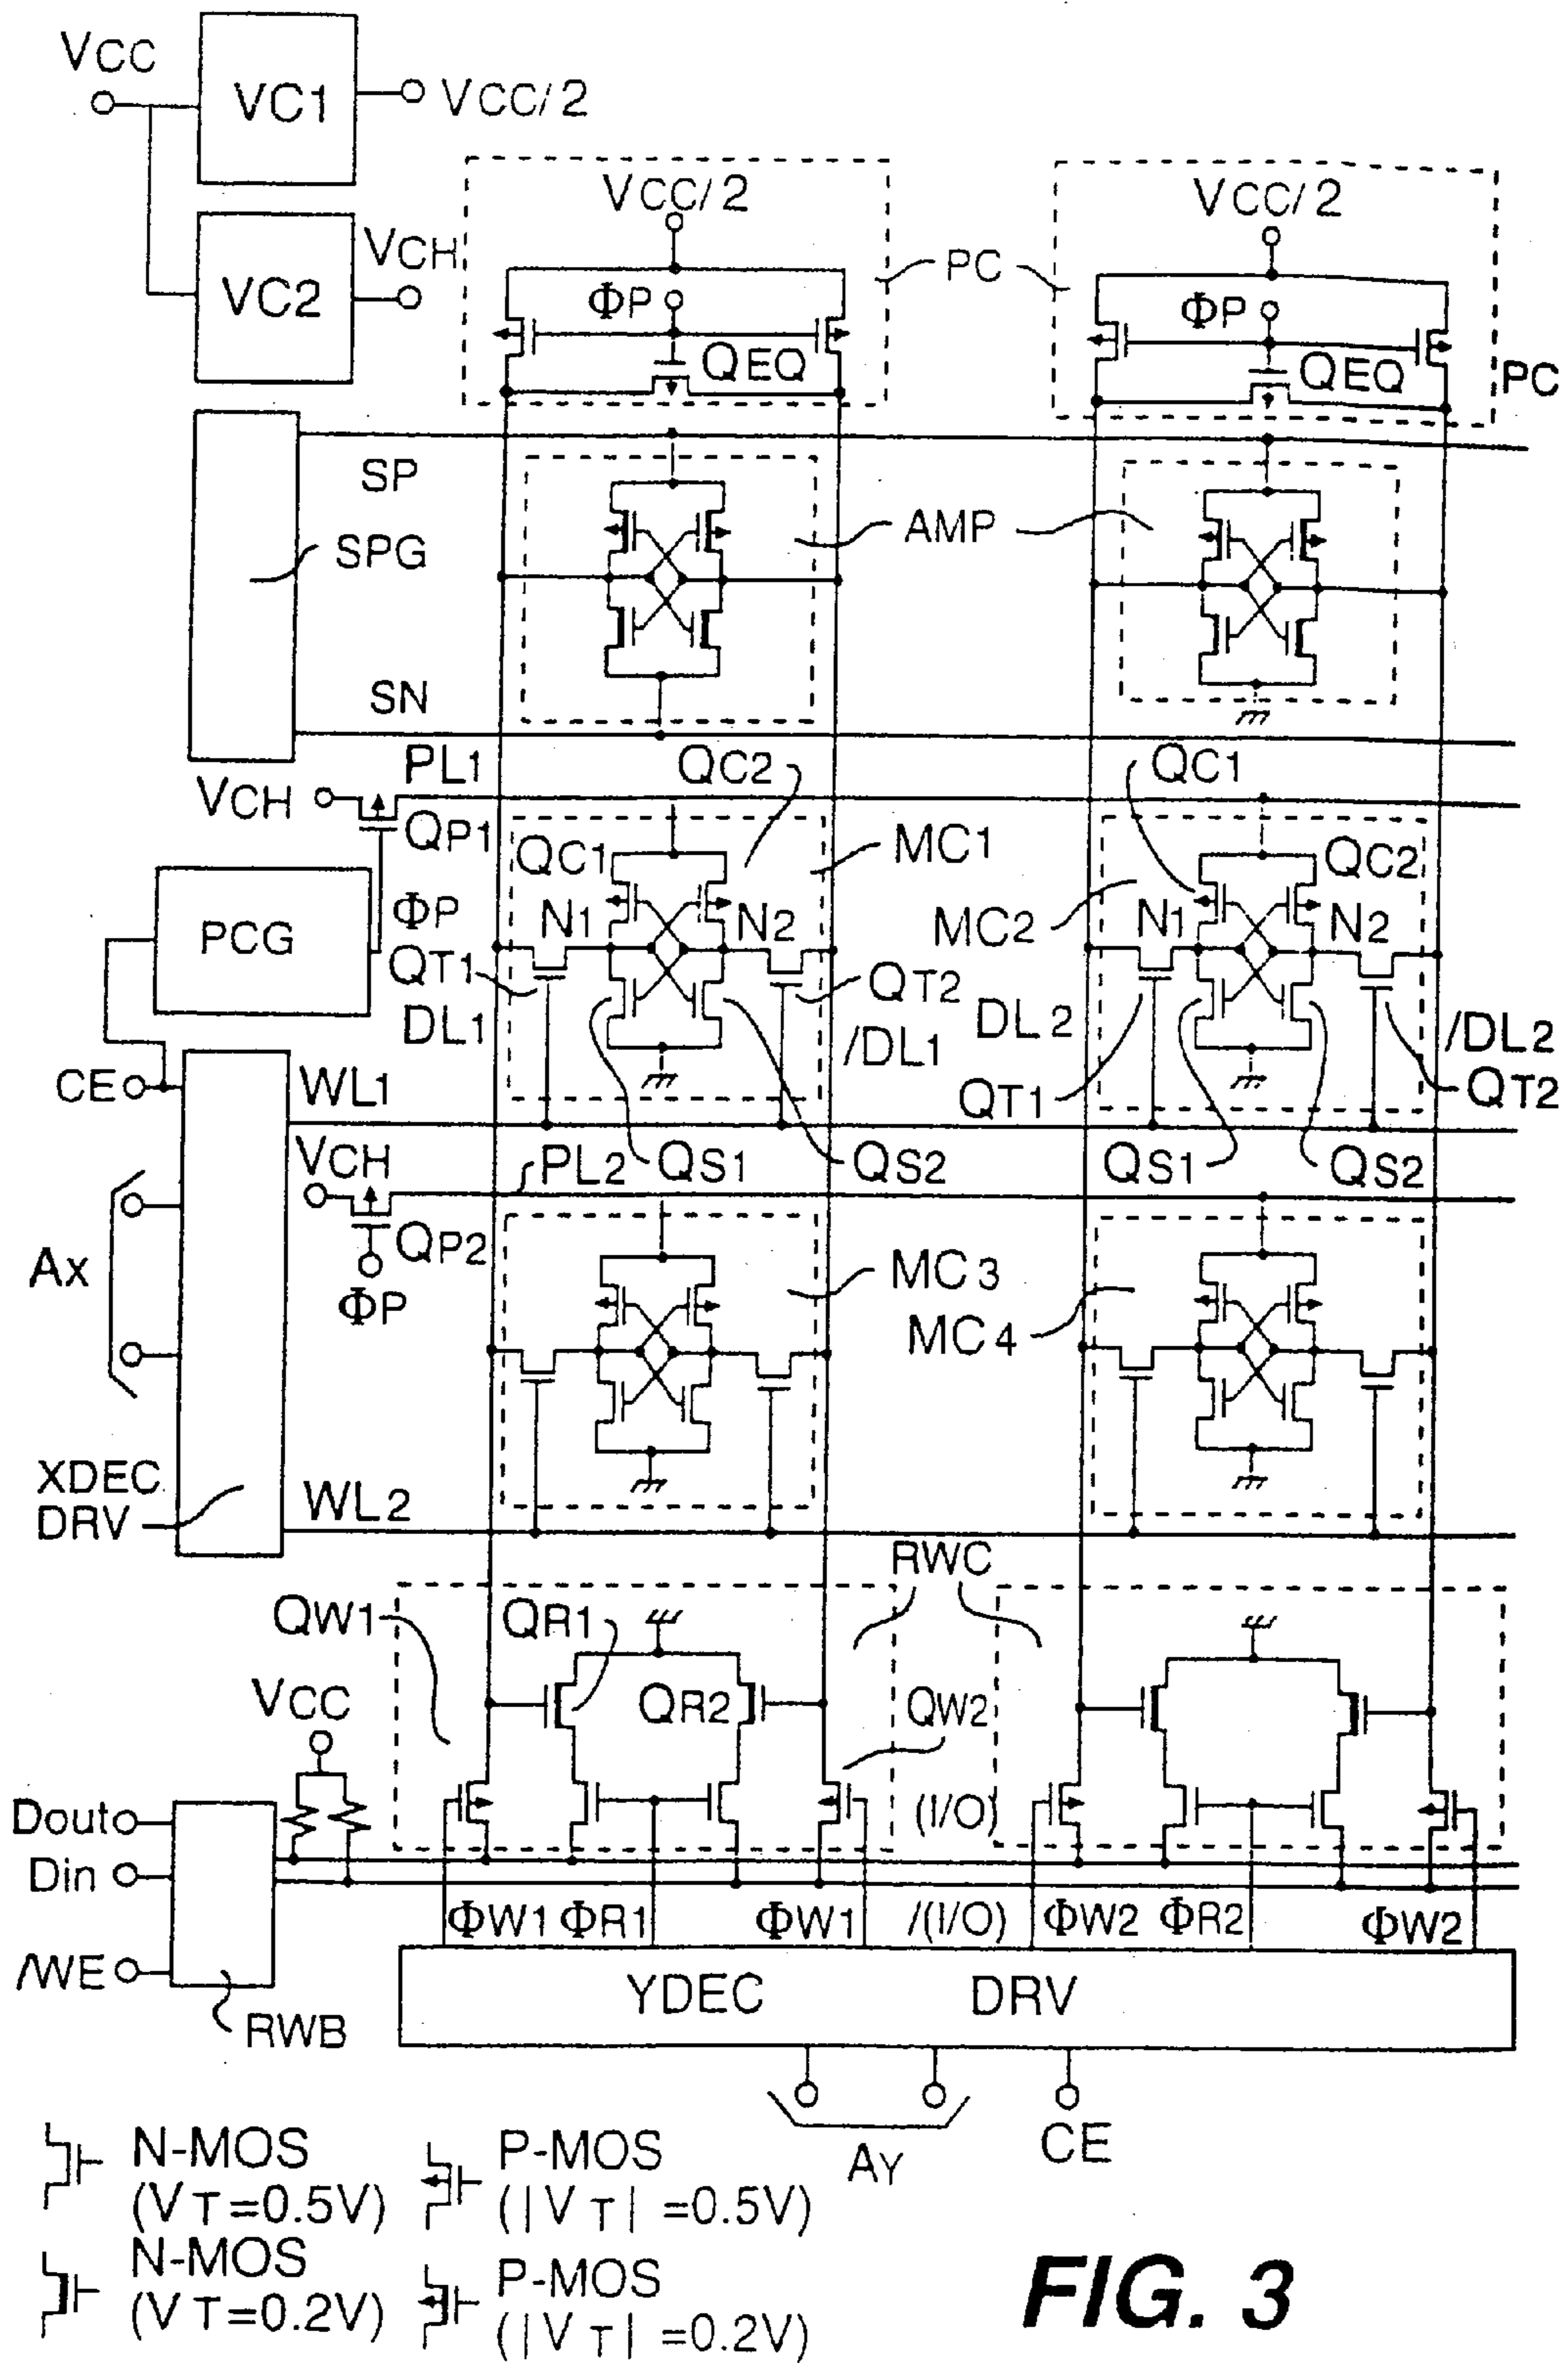 VCC
VC1
VCC/2
VC2
VCH
VCC/2
VCC/2
PC
ΦP
QEQ
ΦP
QEQ
PC
SP
SPG
AMP
SN
PL1
QC2
QC1
VCH
QP1
QC1
MC1
QC2
PCG
ΦP
N1
N2
MC2
N1
N2
QT1
QT2
DL1
/DL1
DL2
/DL2
CE
WL1
QT1
QT2
VCH
PL2
QS1
QS2
QS1
QS2
AX
QP2
ΦP
MC3
MC4
XDEC
DRV
WL2
RWC
QW1
QR1
VCC
QR2
QW2
Dout
(I/O)
Din
ΦW1
ΦR1
ΦW1
/(I/O)
ΦW2
ΦR2
ΦW2
/WE
YDEC DRV
RWB
AY
CE
N-MOS
(VT=0.5V)
P-MOS
(|VT|=0.5V)
N-MOS
(VT=0.2V)
P-MOS
(|VT|=0.2V)
FIG. 3